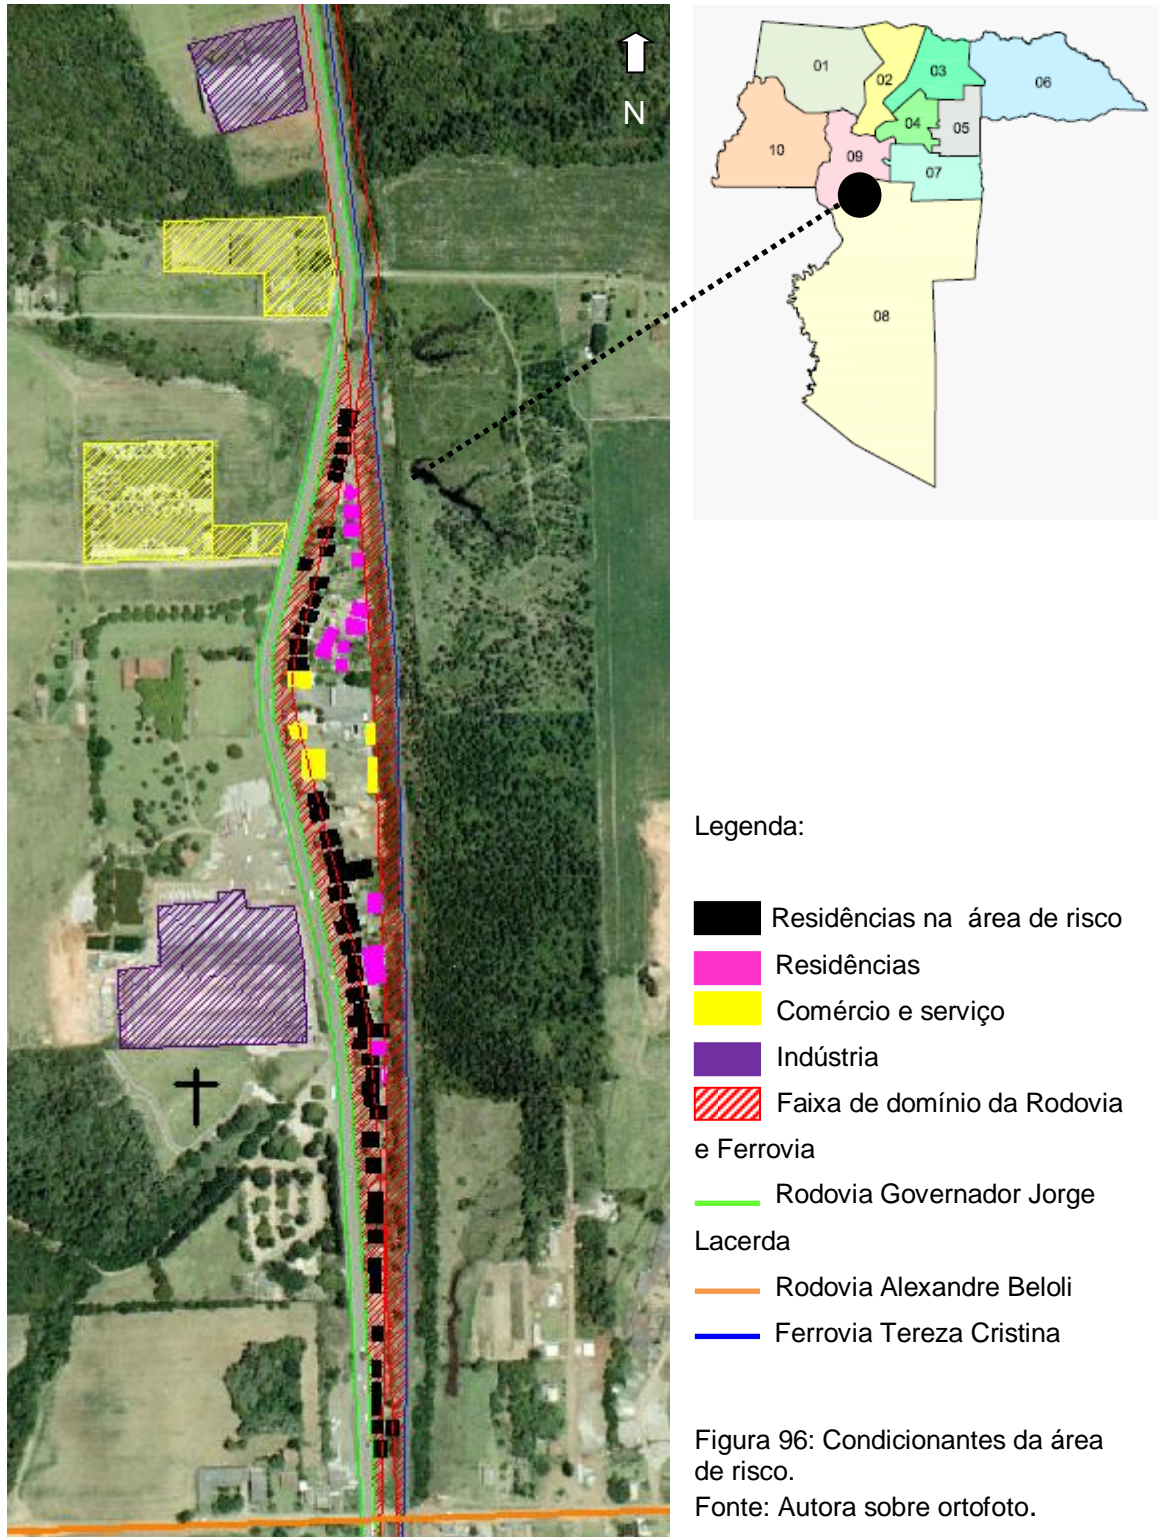 N
01
02
03
04
05
06
07
08
09
10
Legenda:
Residências na área de risco
Residências
Comércio e serviço
Indústria
Faixa de domínio da Rodovia
e Ferrovia
Rodovia Governador Jorge
Lacerda
Rodovia Alexandre Beloli
Ferrovia Tereza Cristina
Figura 96: Condicionantes da área
de risco.
Fonte: Autora sobre ortofoto.